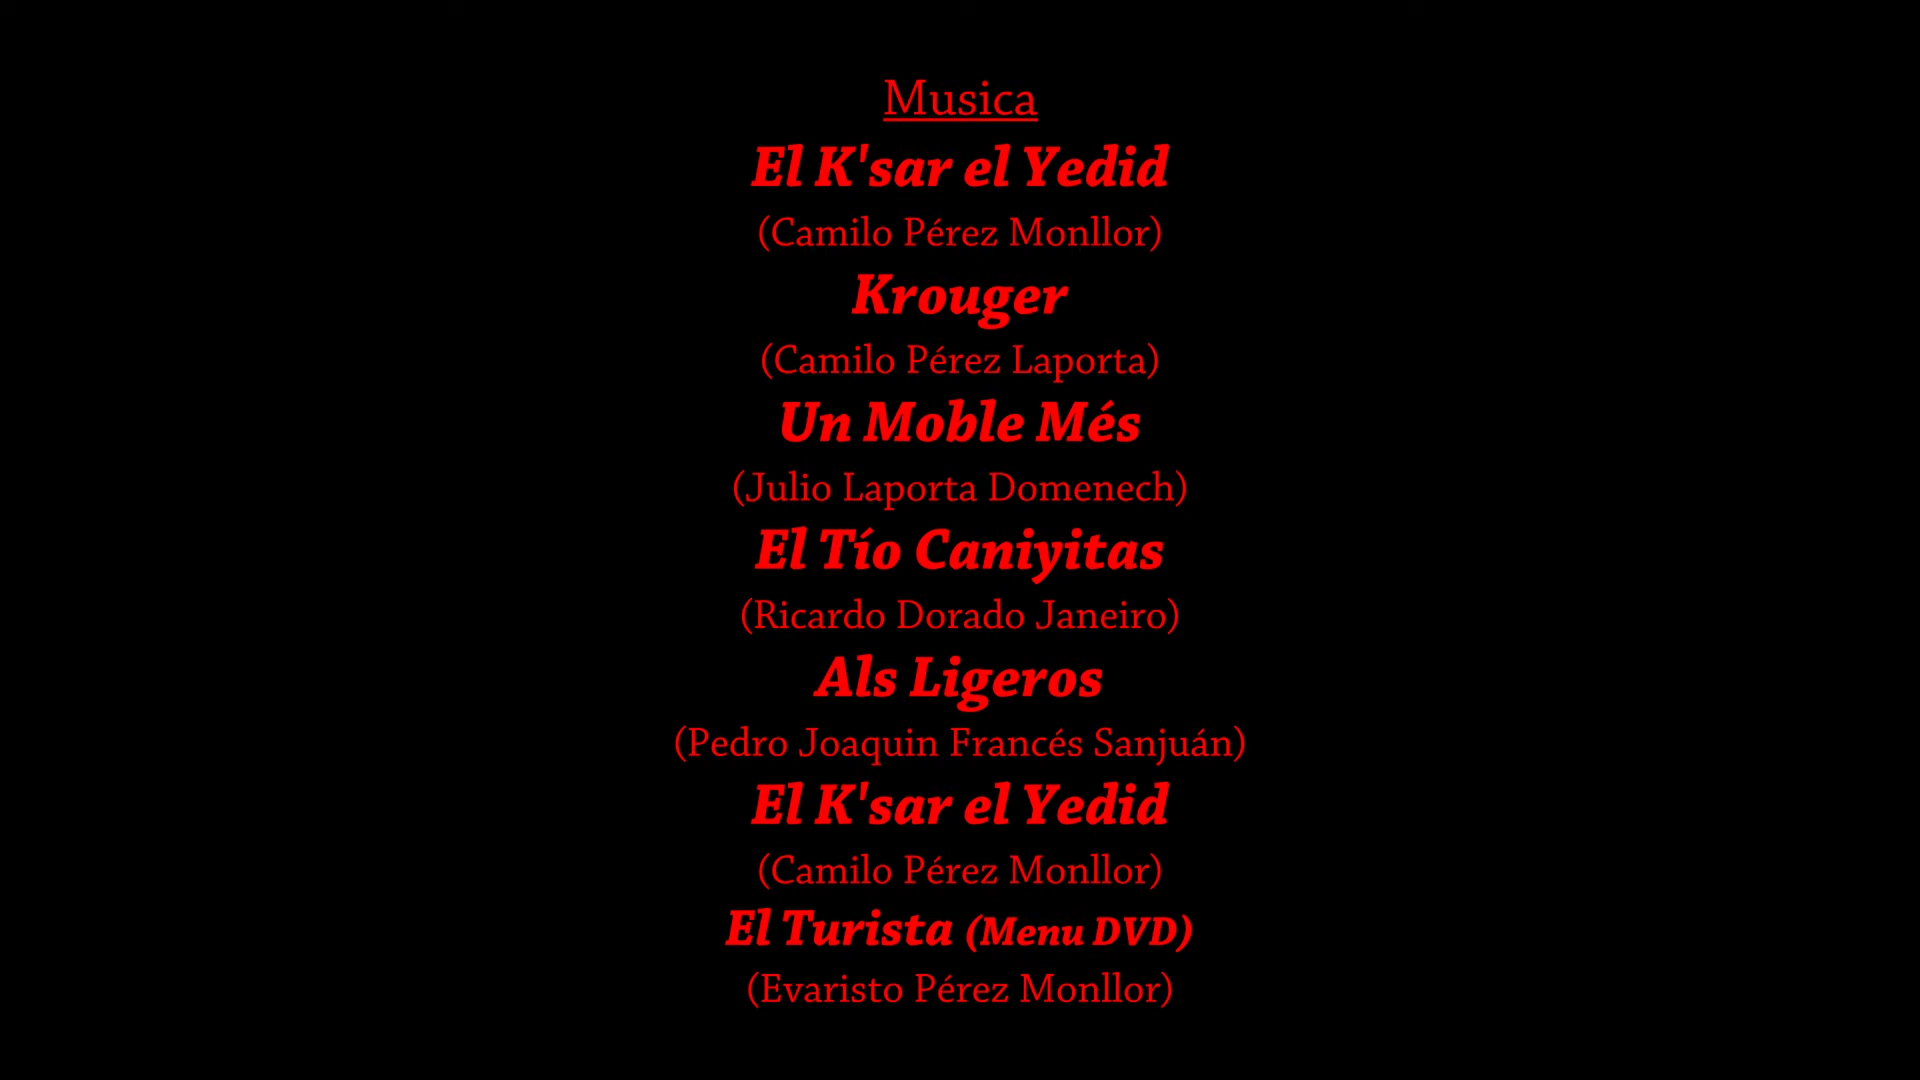 Musica
El K'sar el Yedid
(Camilo Pérez Monllor)
Krouger
(Camilo Pérez Laporta)
Un Moble Més
(Julio Laporta Domenech)
El Tío Caniyitas
(Ricardo Dorado Janeiro)
Als Ligeros
(Pedro Joaquin Francés Sanjuán)
El K'sar el Yedid
(Camilo Pérez Monllor)
El Turista (Menu DVD)
(Evaristo Pérez Monllor)